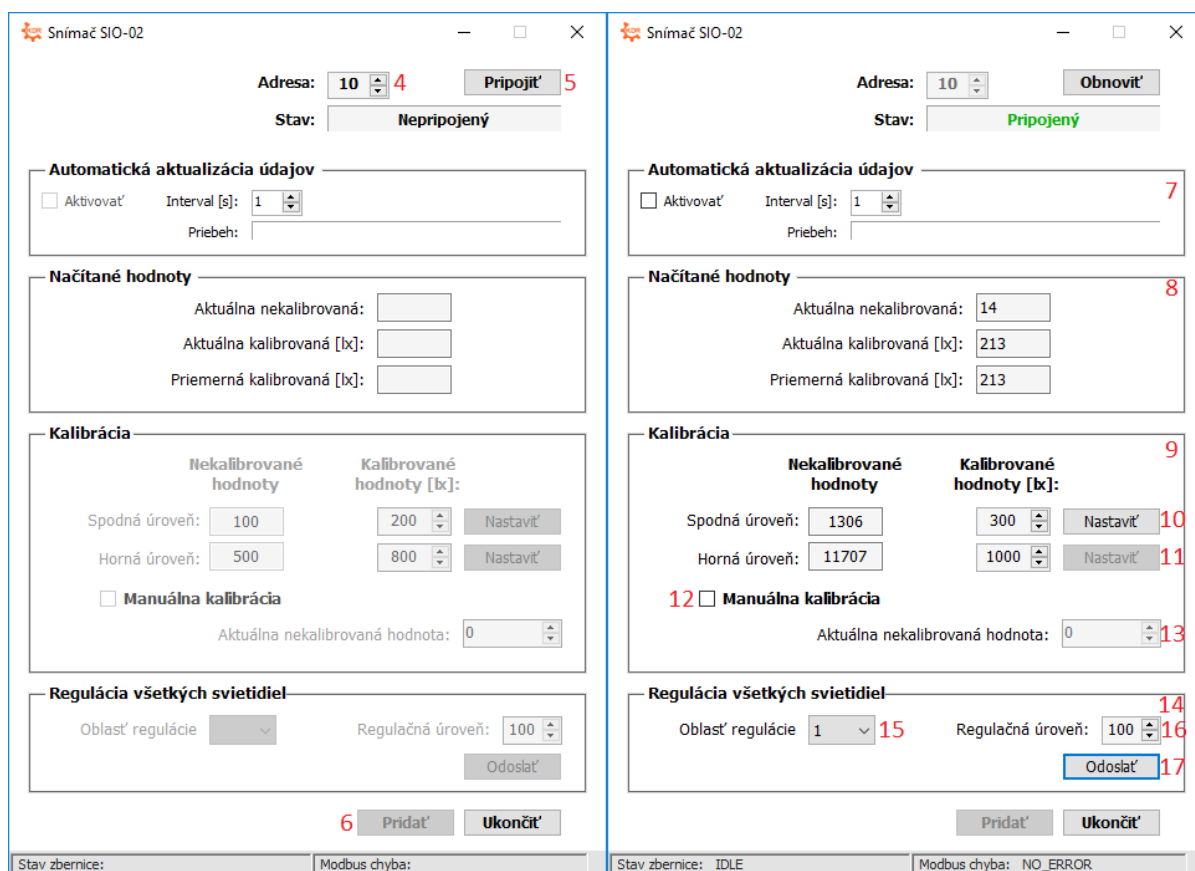 Snímač SIO-02
Adresa: 10 4 Pripojiť 5
Stav: Nepripojený
Automatická aktualizácia údajov
Aktivovať Interval [s]: 1
Priebeh:
Načítané hodnoty
Aktuálna nekalibrovaná:
Aktuálna kalibrovaná [lx]:
Priemerná kalibrovaná [lx]:
Kalibrácia
Nekalibrované Kalibrované
hodnoty hodnoty [lx]:
Spodná úroveň: 100 200 Nastaviť
Horná úroveň: 500 800 Nastaviť
Manuálna kalibrácia
Aktuálna nekalibrovaná hodnota: 0
Regulácia všetkých svietidiel
Oblasť regulácie Regulačná úroveň: 100
Odoslať
6 Pridať Ukončiť
Stav zbernice: Modbus chyba:
Snímač SIO-02
Adresa: 10 Obnoviť
Stav: Pripojený
Automatická aktualizácia údajov
7
Aktivovať Interval [s]: 1
Priebeh:
Načítané hodnoty
8
Aktuálna nekalibrovaná: 14
Aktuálna kalibrovaná [lx]: 213
Priemerná kalibrovaná [lx]: 213
Kalibrácia
9
Nekalibrované Kalibrované
hodnoty hodnoty [lx]:
Spodná úroveň: 1306 300 Nastaviť 10
Horná úroveň: 11707 1000 Nastaviť 11
12 Manuálna kalibrácia
Aktuálna nekalibrovaná hodnota: 0 13
Regulácia všetkých svietidiel
14
Oblasť regulácie 1 15 Regulačná úroveň: 100 16
Odoslať 17
Pridať Ukončiť
Stav zbernice: IDLE Modbus chyba: NO_ERROR